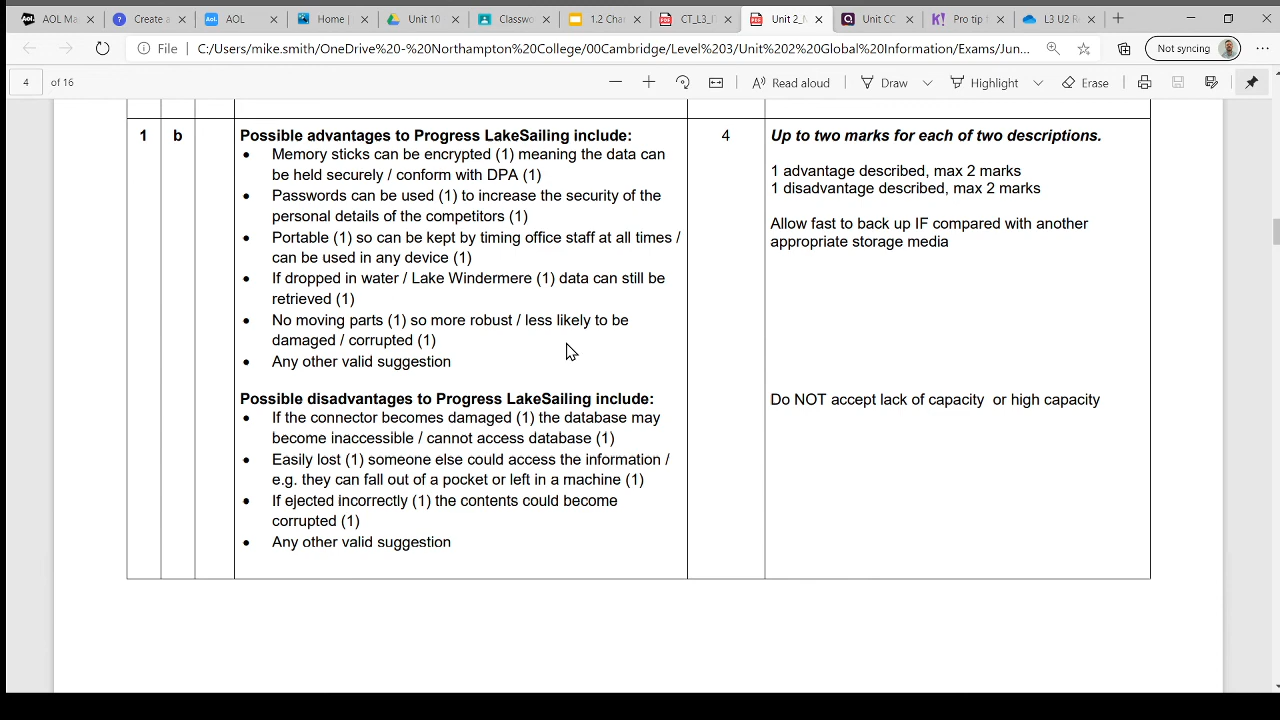 AOL Ma
Create a
AOL
Home |
Unit 10
Classwo
1.2 Chan
CT_L3_I
Unit 2_M
Unit CC
Pro tip f
L3 U2 Re
File
C:/Users/mike.smith/OneDrive%20-%20Northampton%20College/00Cambridge/Level%203/Unit%202%20Global%20Information/Exams/Jun...
Not syncing
4 of 16
Read aloud
Draw
Highlight
Erase
1 b
Possible advantages to Progress LakeSailing include:
• Memory sticks can be encrypted (1) meaning the data can
be held securely / conform with DPA (1)
• Passwords can be used (1) to increase the security of the
personal details of the competitors (1)
• Portable (1) so can be kept by timing office staff at all times /
can be used in any device (1)
• If dropped in water / Lake Windermere (1) data can still be
retrieved (1)
• No moving parts (1) so more robust / less likely to be
damaged / corrupted (1)
• Any other valid suggestion
Possible disadvantages to Progress LakeSailing include:
• If the connector becomes damaged (1) the database may
become inaccessible / cannot access database (1)
• Easily lost (1) someone else could access the information /
e.g. they can fall out of a pocket or left in a machine (1)
• If ejected incorrectly (1) the contents could become
corrupted (1)
• Any other valid suggestion
4
Up to two marks for each of two descriptions.
1 advantage described, max 2 marks
1 disadvantage described, max 2 marks
Allow fast to back up IF compared with another
appropriate storage media
Do NOT accept lack of capacity or high capacity